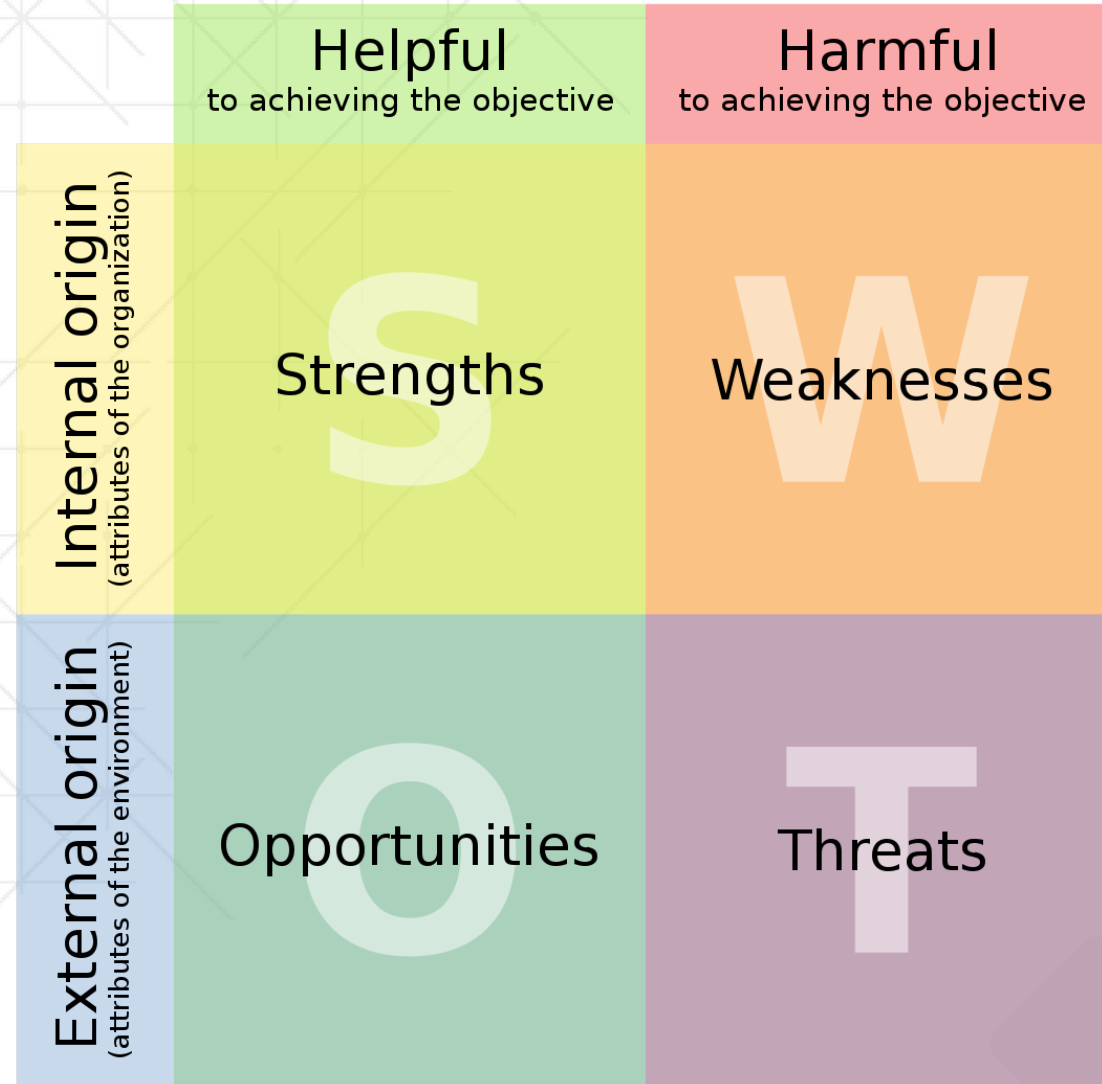 Helpful
to achieving the objective
Harmful
to achieving the objective
Internal origin
(attributes of the organization)
S
Strengths
W
Weaknesses
External origin
(attributes of the environment)
O
Opportunities
T
Threats